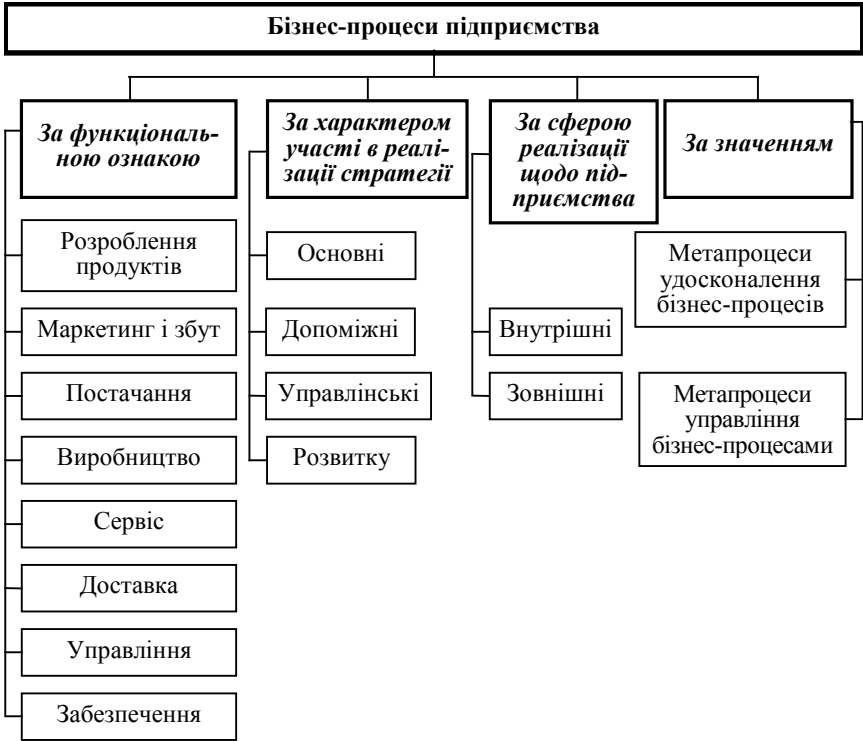 Бізнес-процеси підприємства
За функціональ-
ною ознакою
За характером
участі в реалі-
зації стратегії
За сферою
реалізації
щодо під-
приємства
За значенням
Розроблення
продуктів
Маркетинг і збут
Постачання
Виробництво
Сервіс
Доставка
Управління
Забезпечення
Основні
Допоміжні
Управлінські
Розвитку
Внутрішні
Зовнішні
Метапроцеси
удосконалення
бізнес-процесів
Метапроцеси
управління
бізнес-процесами